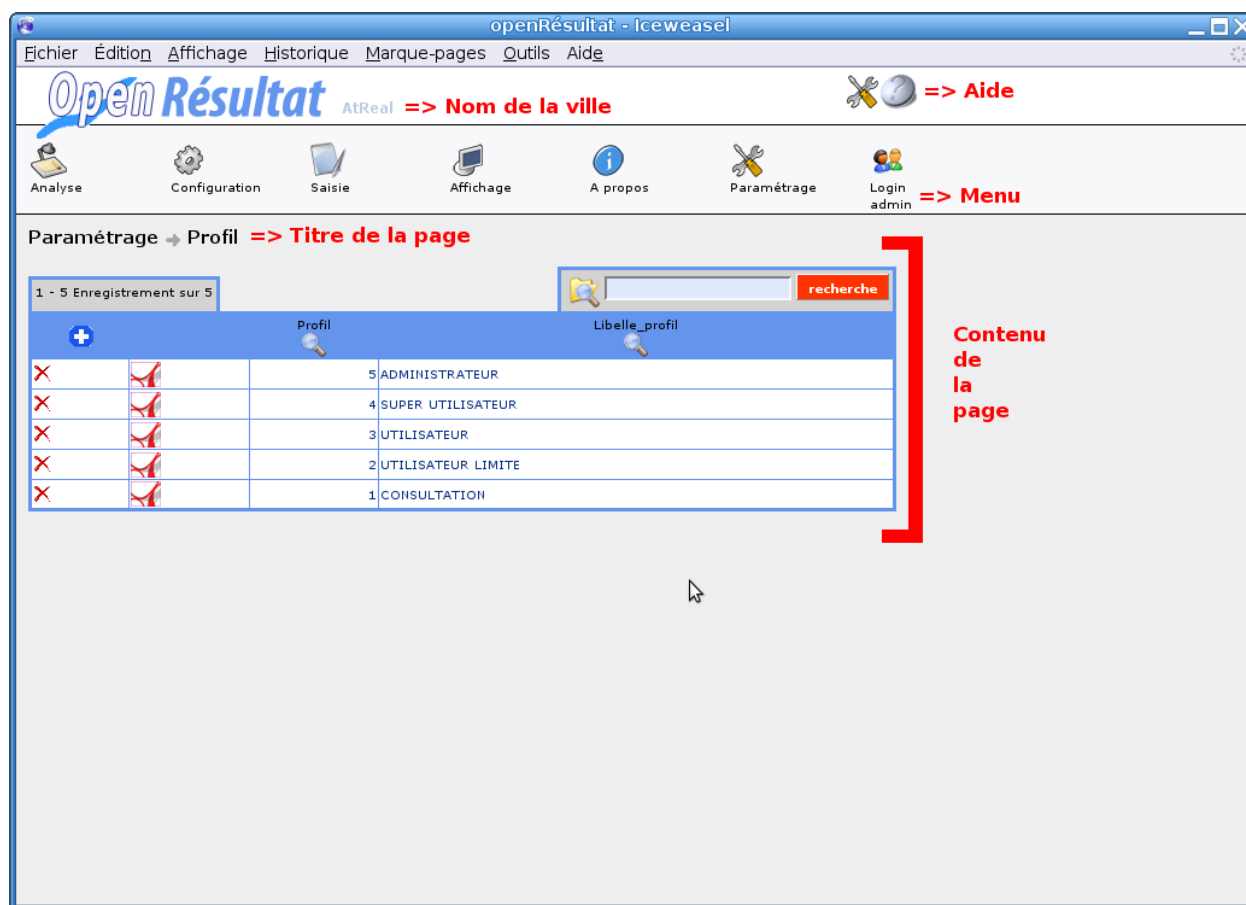 openRésultat - Iceweasel
Fichier Édition Affichage Historique Marque-pages Outils Aide
Open Résultat AtReal => Nom de la ville => Aide
Analyse Configuration Saisie Affichage A propos Paramétrage Login
admin => Menu
Paramétrage Profil => Titre de la page
1 - 5 Enregistrement sur 5 recherche
Profil Libelle_profil
5 ADMINISTRATEUR
4 SUPER UTILISATEUR
3 UTILISATEUR
2 UTILISATEUR LIMITE
1 CONSULTATION
Contenu
de
la
page